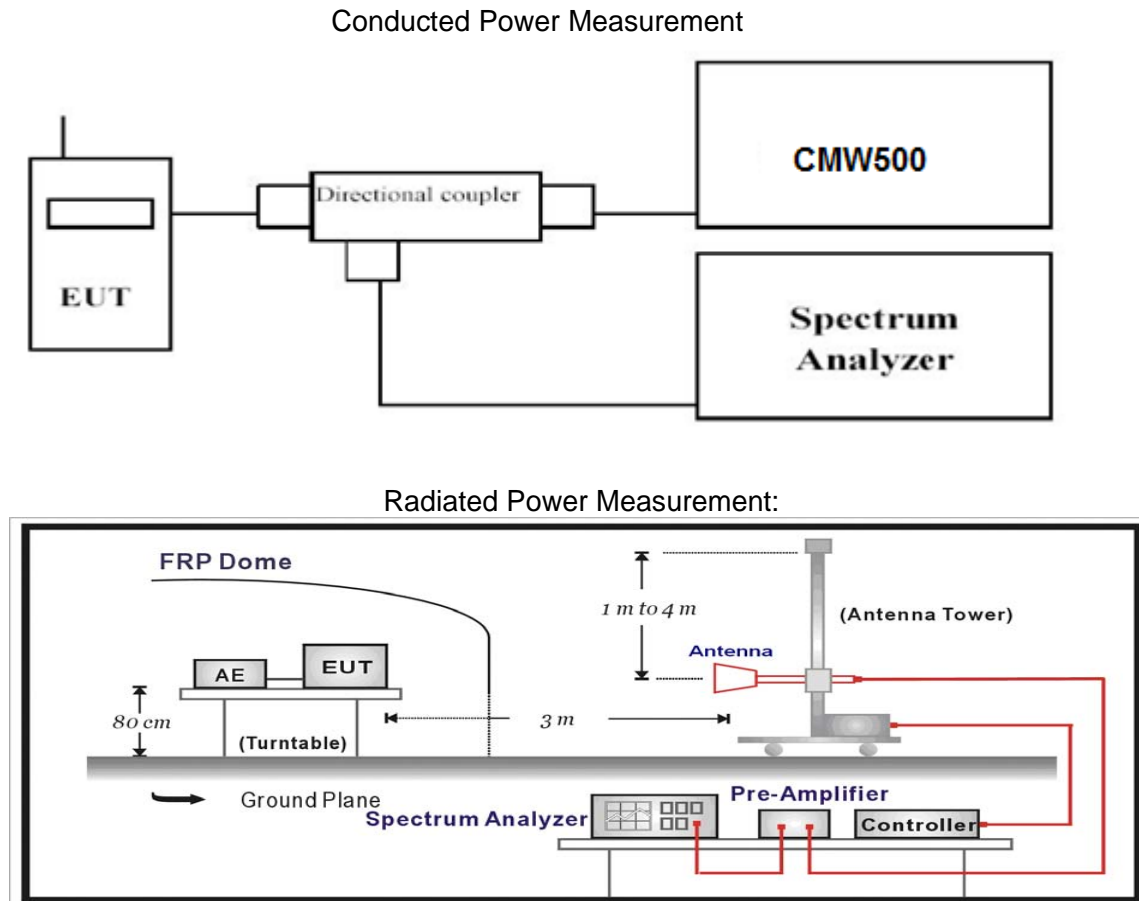 Conducted Power Measurement
CMW500
Directional coupler
EUT
Spectrum
Analyzer
Radiated Power Measurement:
FRP Dome
1 m to 4 m
(Antenna Tower)
Antenna
AE
EUT
80 cm
3 m
(Turntable)
Ground Plane
Pre-Amplifier
Spectrum Analyzer
Controller